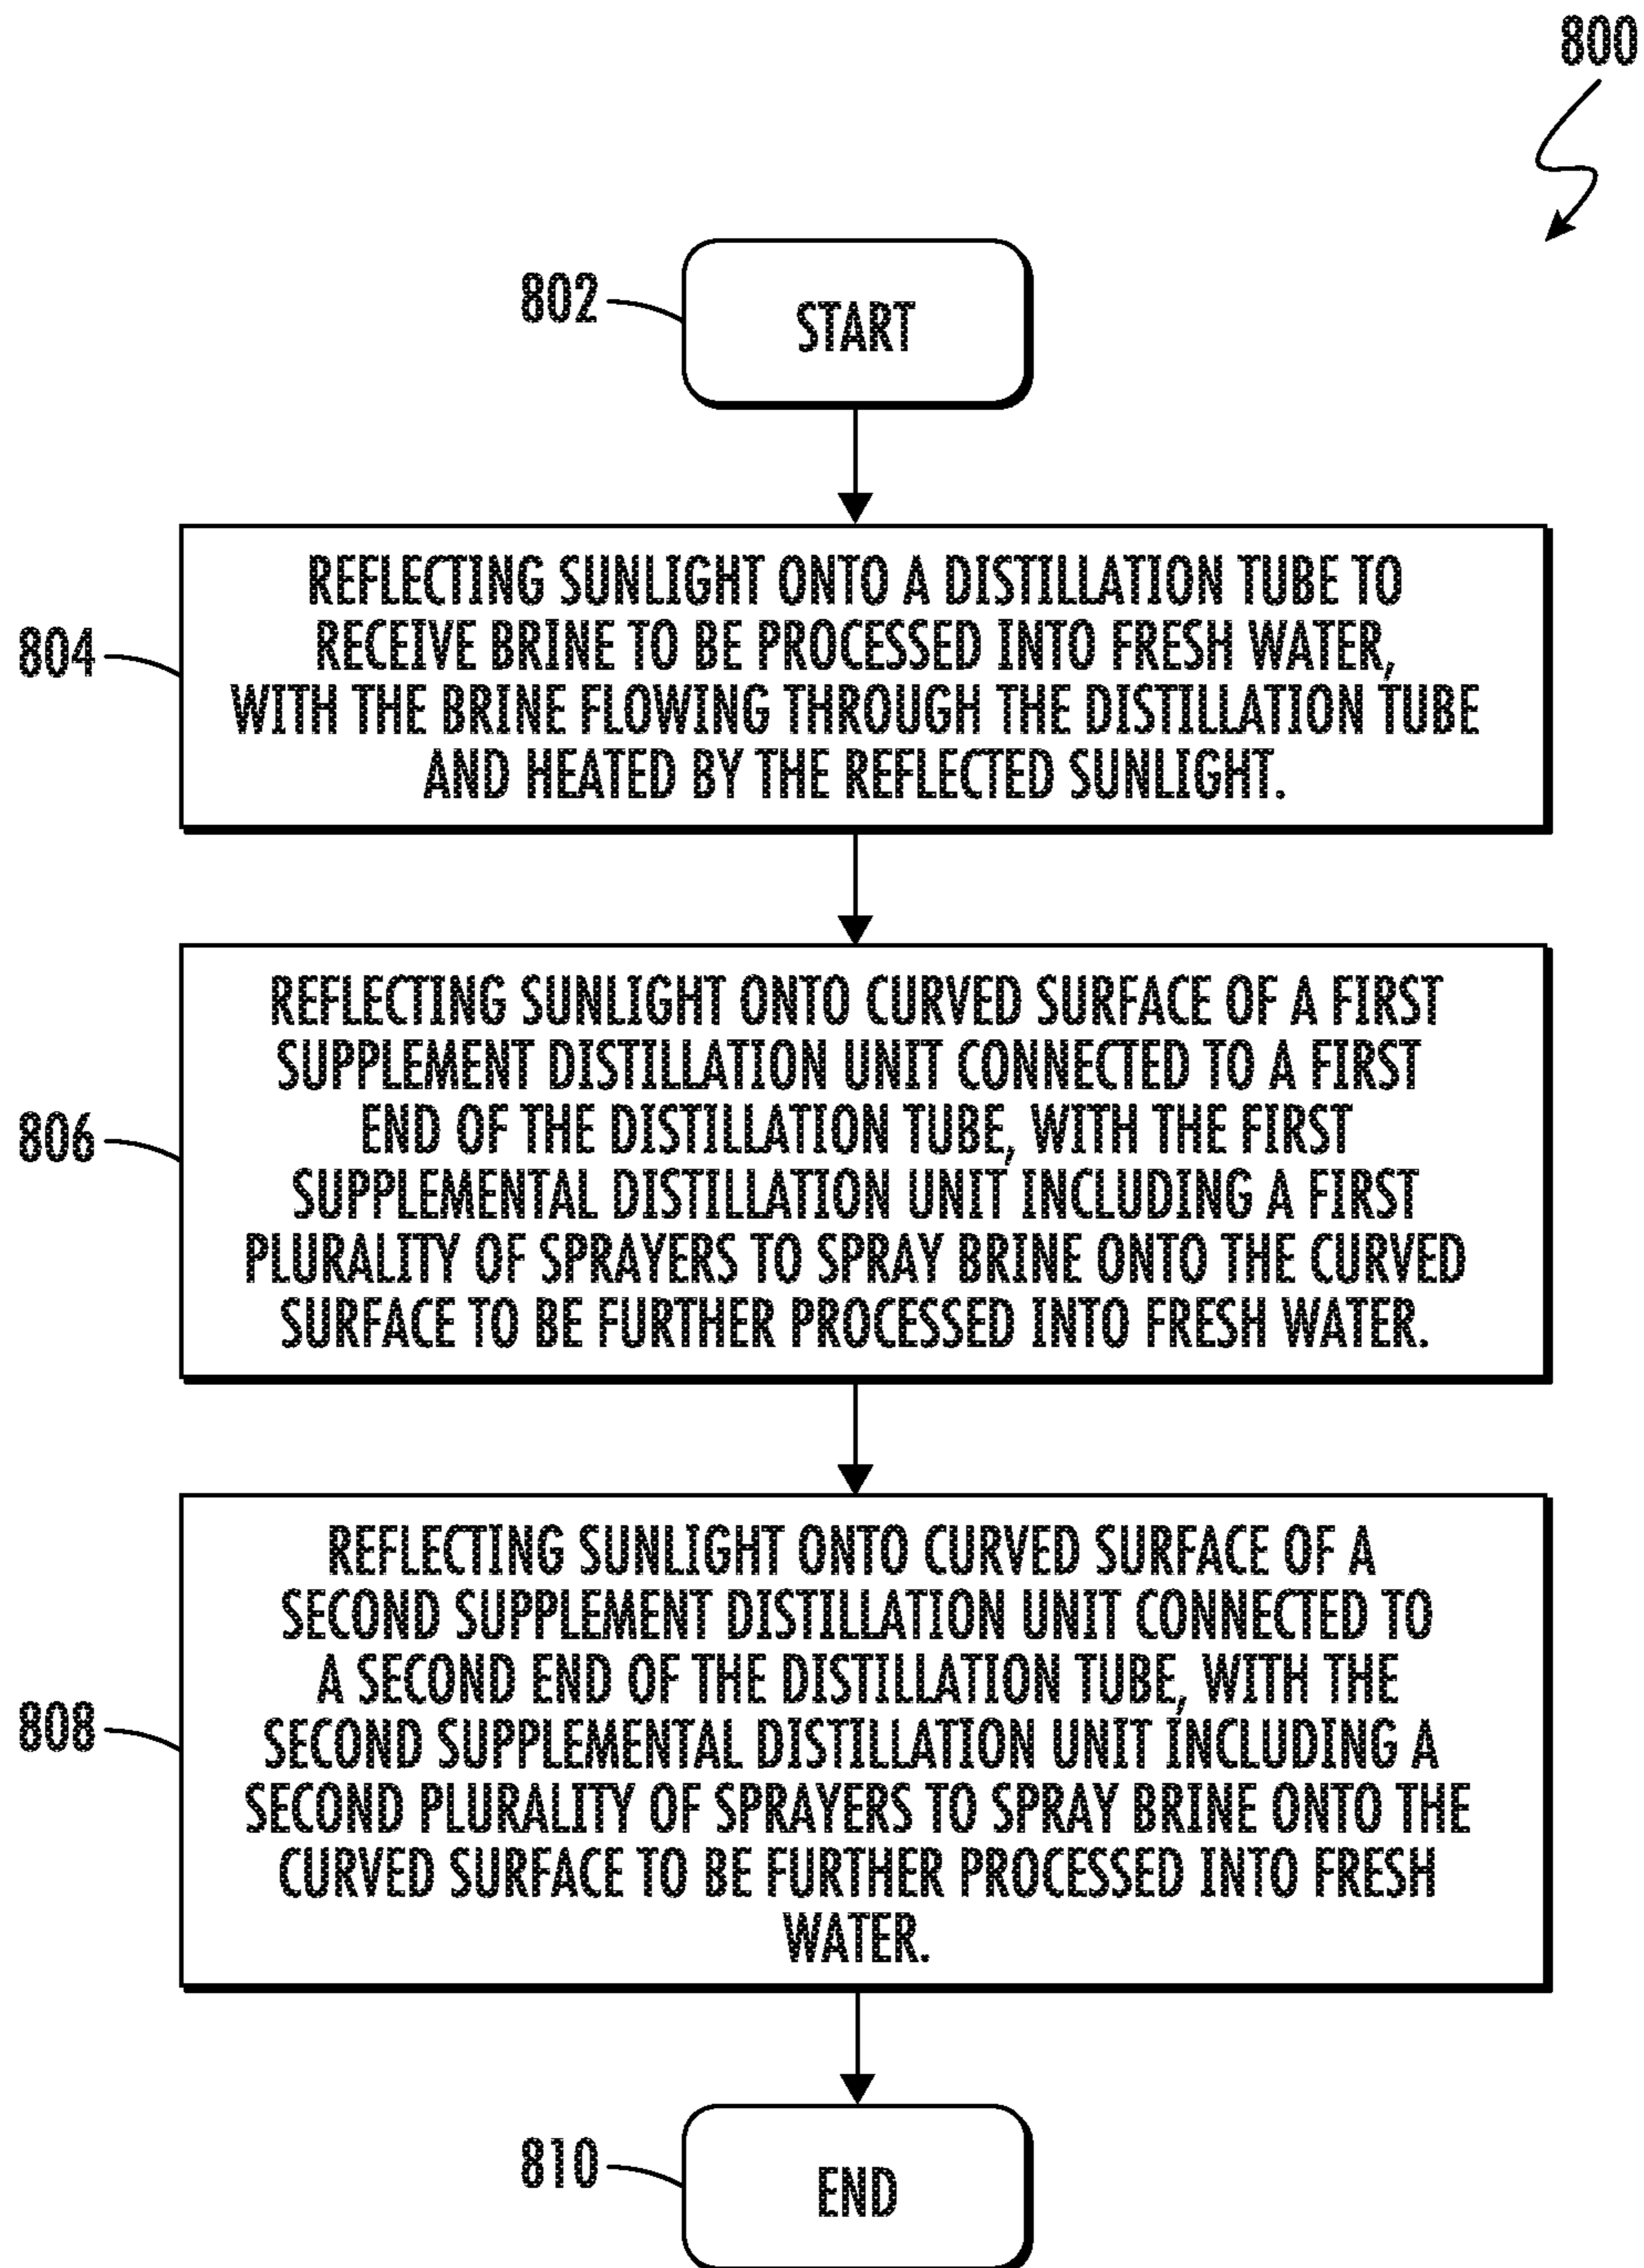 800
802
START
804
REFLECTING SUNLIGHT ONTO A DISTILLATION TUBE TO
RECEIVE BRINE TO BE PROCESSED INTO FRESH WATER,
WITH THE BRINE FLOWING THROUGH THE DISTILLATION TUBE
AND HEATED BY THE REFLECTED SUNLIGHT.
806
REFLECTING SUNLIGHT ONTO CURVED SURFACE OF A FIRST
SUPPLEMENT DISTILLATION UNIT CONNECTED TO A FIRST
END OF THE DISTILLATION TUBE, WITH THE FIRST
SUPPLEMENTAL DISTILLATION UNIT INCLUDING A FIRST
PLURALITY OF SPRAYERS TO SPRAY BRINE ONTO THE CURVED
SURFACE TO BE FURTHER PROCESSED INTO FRESH WATER.
808
REFLECTING SUNLIGHT ONTO CURVED SURFACE OF A
SECOND SUPPLEMENT DISTILLATION UNIT CONNECTED TO
A SECOND END OF THE DISTILLATION TUBE, WITH THE
SECOND SUPPLEMENTAL DISTILLATION UNIT INCLUDING A
SECOND PLURALITY OF SPRAYERS TO SPRAY BRINE ONTO THE
CURVED SURFACE TO BE FURTHER PROCESSED INTO FRESH
WATER.
810
END